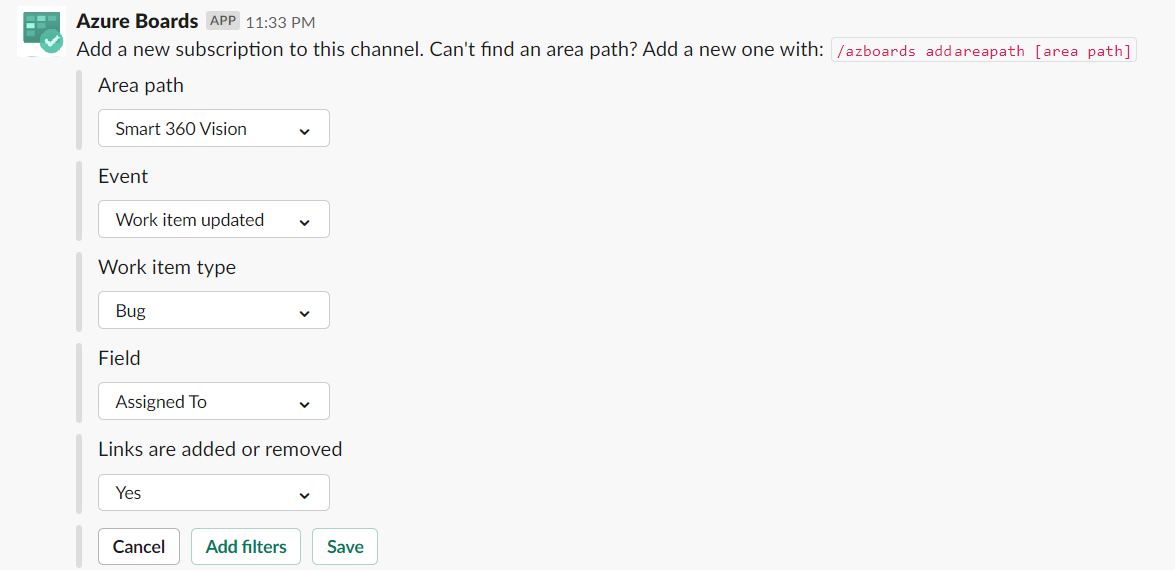 Azure Boards APP 11:33 PM
Add a new subscription to this channel. Can't find an area path? Add a new one with: /azboards addareapath [area path]
Area path
Smart 360 Vision
Event
Work item updated
Work item type
Bug
Field
Assigned To
Links are added or removed
Yes
Cancel Add filters Save